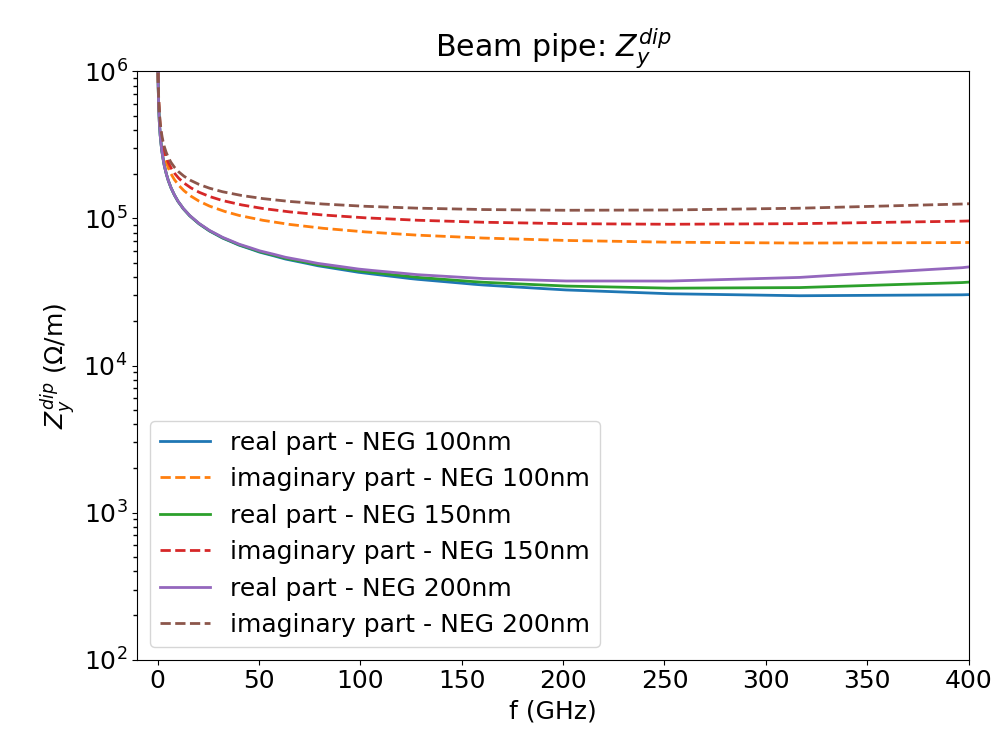 Beam pipe: $Z_y^{dip}$
$Z_y^{dip}$ (Ω/m)
10^6
10^5
10^4
10^3
10^2
real part - NEG 100nm
imaginary part - NEG 100nm
real part - NEG 150nm
imaginary part - NEG 150nm
real part - NEG 200nm
imaginary part - NEG 200nm
0 50 100 150 200 250 300 350 400
f (GHz)